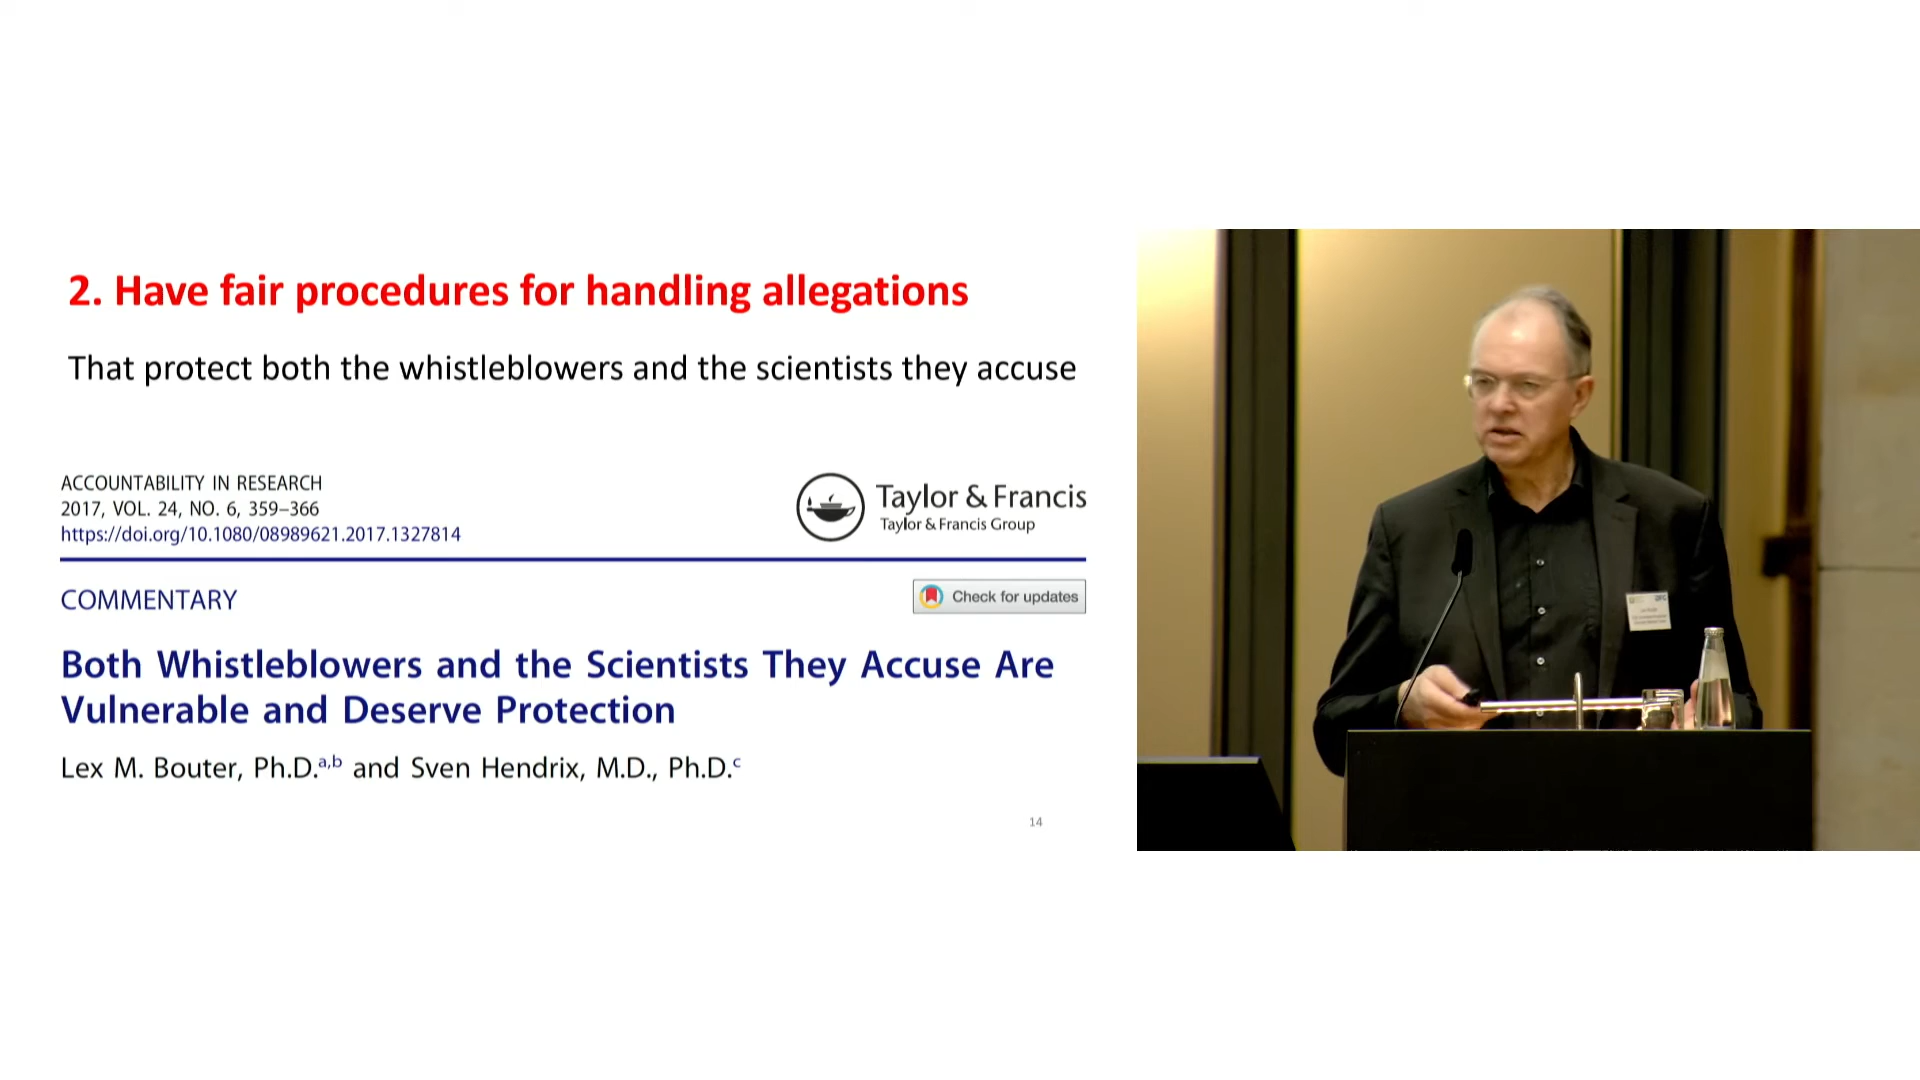 2. Have fair procedures for handling allegations
That protect both the whistleblowers and the scientists they accuse
ACCOUNTABILITY IN RESEARCH
2017, VOL. 24, NO. 6, 359–366
https://doi.org/10.1080/08989621.2017.1327814
Taylor & Francis
Taylor & Francis Group
COMMENTARY
Check for updates
Both Whistleblowers and the Scientists They Accuse Are
Vulnerable and Deserve Protection
Lex M. Bouter, Ph.D.a,b and Sven Hendrix, M.D., Ph.D.c
14